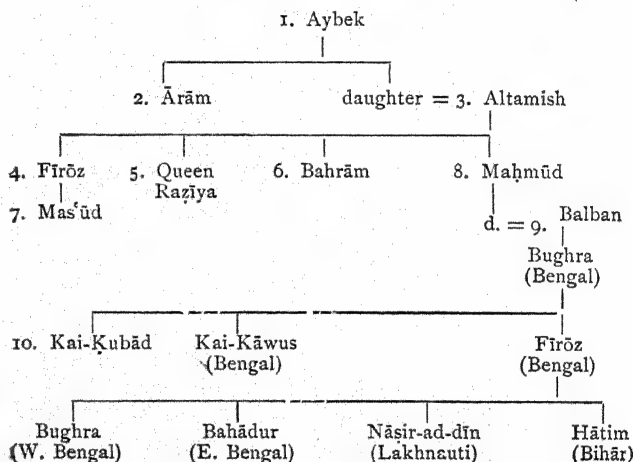 1. Aybek
2. Ārām daughter = 3. Altamish
4. Fīrōz 5. Queen 6. Bahrām 8. Maḥmūd
Raẓīya
7. Mas‛ūd d. = 9. Balban
Bughra
(Bengal)
10. Kai-Ḳubād Kai-Kāwus Fīrōz
(Bengal) (Bengal)
Bughra Bahādur Nāṣir-ad-dīn Hātim
(W. Bengal) (E. Bengal) (Lakhnauti) (Bihār)